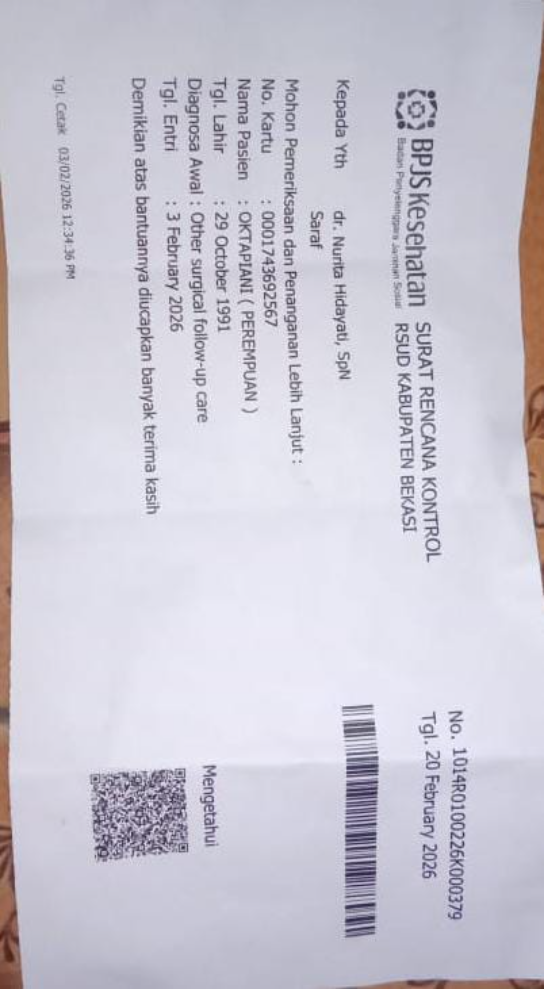 BPJS Kesehatan
Badan Penyelenggara Jaminan Sosial
SURAT RENCANA KONTROL
RSUD KABUPATEN BEKASI
No. 1014R0100226K000379
Tgl. 20 February 2026
Kepada Yth dr. Nurita Hidayati, SpN
Saraf
Mohon Pemeriksaan dan Penanganan Lebih Lanjut :
No. Kartu : 0001743692567
Nama Pasien : OKTAPIANI ( PEREMPUAN )
Tgl. Lahir : 29 October 1991
Diagnosa Awal : Other surgical follow-up care
Tgl. Entri : 3 February 2026
Demikian atas bantuannya diucapkan banyak terima kasih
Mengetahui
Tgl. Cetak 03/02/2026 12:34:36 PM